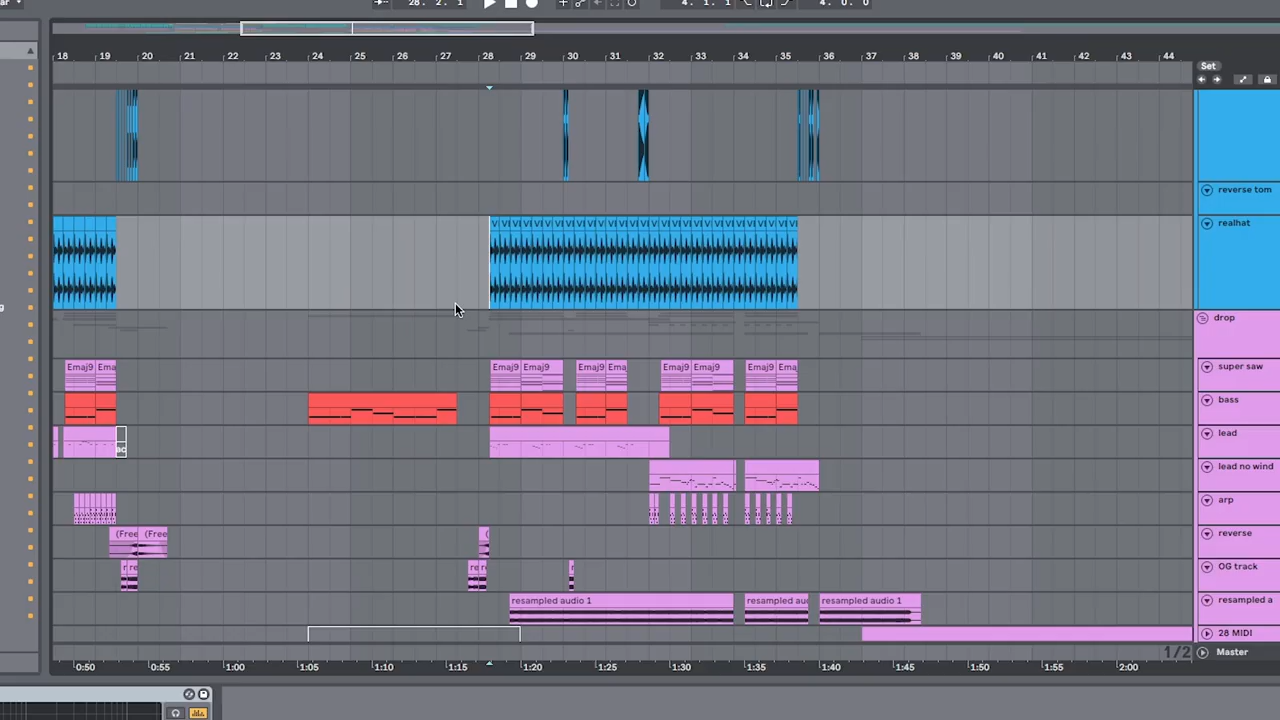 28. 2. 1 4. 1. 1 4. 0. 0
18 19 20 21 22 23 24 25 26 27 28 29 30 31 32 33 34 35 36 37 38 39 40 41 42 43 44
Set
reverse tom
realhat
drop
Emaj9 Ema Emaj9 Emaj9 Emaj9 Ema Emaj9 Emaj9 Emaj9 Ema super saw
bass
lead
lead no wind
arp
(Free (Free ( reverse
r re re r r OG track
resampled audio 1 resampled au resampled audio 1 resampled a
28 MIDI
1/2 Master
0:50 0:55 1:00 1:05 1:10 1:15 1:20 1:25 1:30 1:35 1:40 1:45 1:50 1:55 2:00